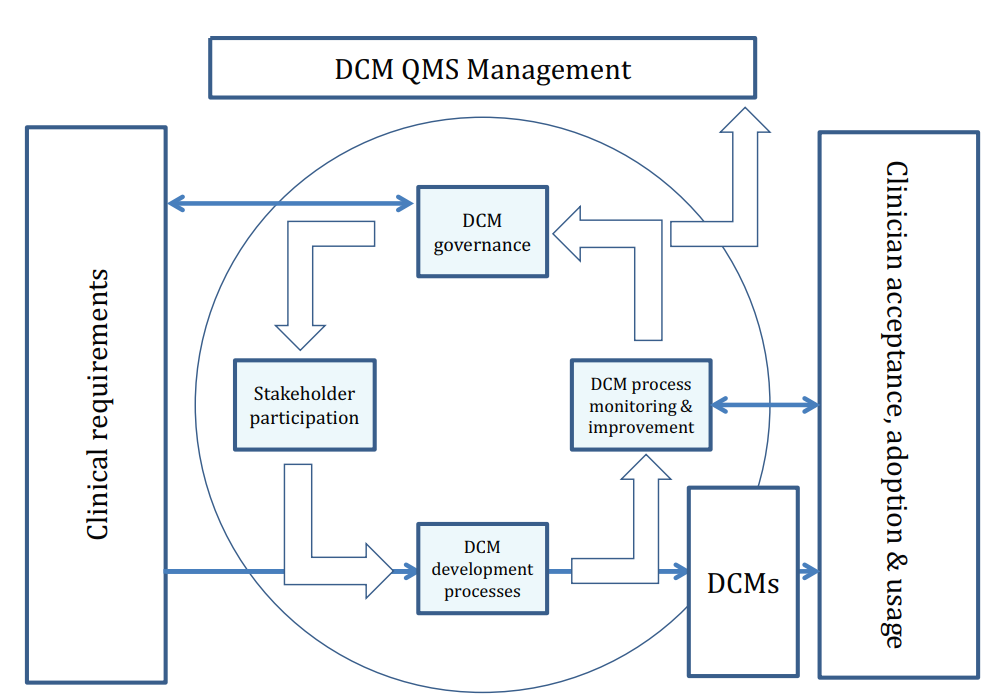 DCM QMS Management
Clinical requirements
DCM
governance
Stakeholder
participation
DCM process
monitoring &
improvement
DCM
development
processes
DCMs
Clinician acceptance, adoption & usage